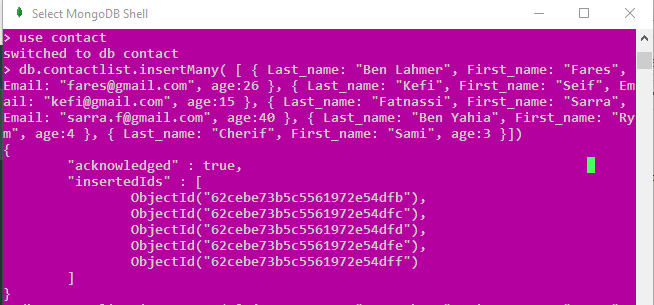 Select MongoDB Shell
> use contact
switched to db contact
> db.contactlist.insertMany( [ { Last_name: "Ben Lahmer", First_name: "Fares",
Email: "fares@gmail.com", age:26 }, { Last_name: "Kefi", First_name: "Seif", Em
ail: "kefi@gmail.com", age:15 }, { Last_name: "Fatnassi", First_name: "Sarra",
Email: "sarra.f@gmail.com", age:40 }, { Last_name: "Ben Yahia", First_name: "Ry
m", age:4 }, { Last_name: "Cherif", First_name: "Sami", age:3 }])
{
"acknowledged" : true,
"insertedIds" : [
ObjectId("62cebe73b5c5561972e54dfb"),
ObjectId("62cebe73b5c5561972e54dfc"),
ObjectId("62cebe73b5c5561972e54dfd"),
ObjectId("62cebe73b5c5561972e54dfe"),
ObjectId("62cebe73b5c5561972e54dff")
]
}